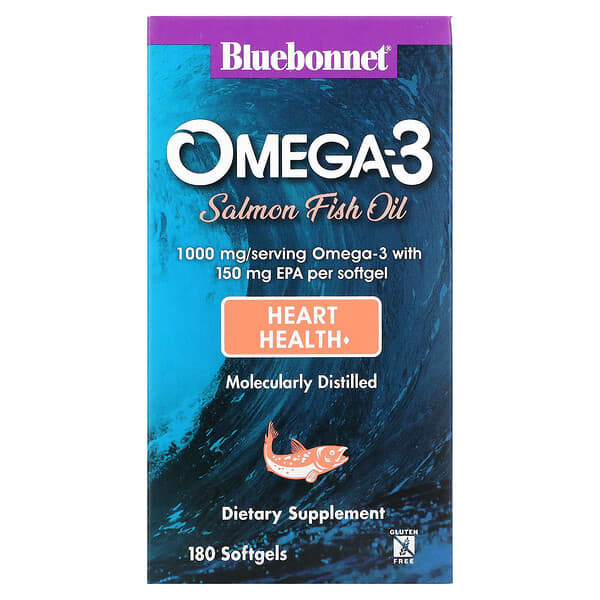 Bluebonnet®
OMEGA-3
Salmon Fish Oil
1000 mg/serving Omega-3 with
150 mg EPA per softgel
HEART
HEALTH♦
Molecularly Distilled
Dietary Supplement
180 Softgels
GLUTEN
FREE